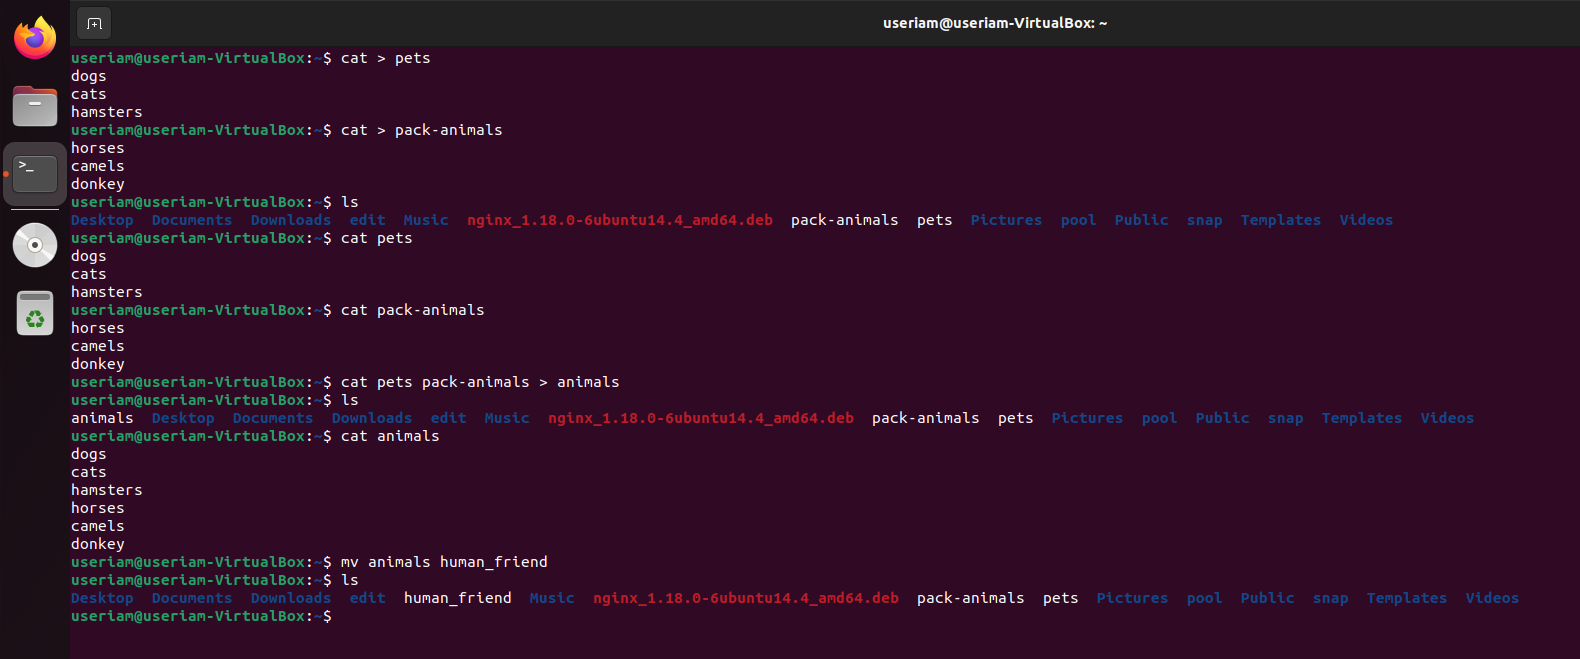 useriam@useriam-VirtualBox: ~
useriam@useriam-VirtualBox:~$ cat > pets
dogs
cats
hamsters
useriam@useriam-VirtualBox:~$ cat > pack-animals
horses
camels
donkey
useriam@useriam-VirtualBox:~$ ls
Desktop  Documents  Downloads  edit  Music  nginx_1.18.0-6ubuntu14.4_amd64.deb  pack-animals  pets  Pictures  pool  Public  snap  Templates  Videos
useriam@useriam-VirtualBox:~$ cat pets
dogs
cats
hamsters
useriam@useriam-VirtualBox:~$ cat pack-animals
horses
camels
donkey
useriam@useriam-VirtualBox:~$ cat pets pack-animals > animals
useriam@useriam-VirtualBox:~$ ls
animals  Desktop  Documents  Downloads  edit  Music  nginx_1.18.0-6ubuntu14.4_amd64.deb  pack-animals  pets  Pictures  pool  Public  snap  Templates  Videos
useriam@useriam-VirtualBox:~$ cat animals
dogs
cats
hamsters
horses
camels
donkey
useriam@useriam-VirtualBox:~$ mv animals human_friend
useriam@useriam-VirtualBox:~$ ls
Desktop  Documents  Downloads  edit  human_friend  Music  nginx_1.18.0-6ubuntu14.4_amd64.deb  pack-animals  pets  Pictures  pool  Public  snap  Templates  Videos
useriam@useriam-VirtualBox:~$